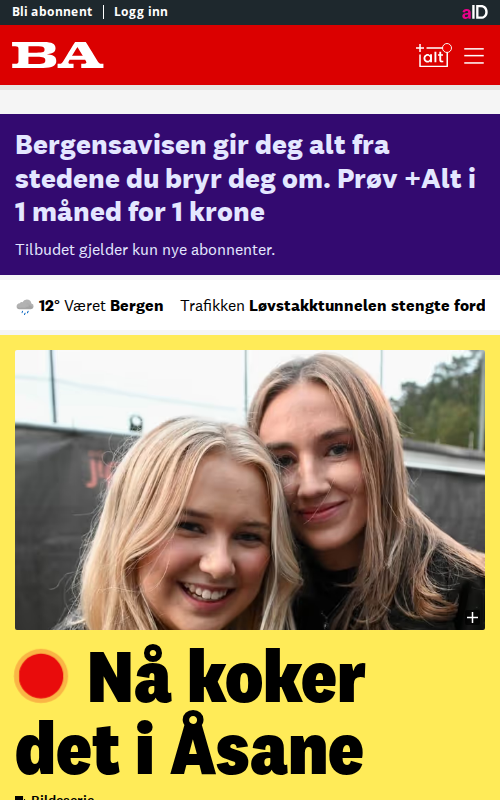 Bli abonnent
Logg inn
aID
BA
+alt
Bergensavisen gir deg alt fra
stedene du bryr deg om. Prøv +Alt i
1 måned for 1 krone
Tilbudet gjelder kun nye abonnenter.
12° Været Bergen
Trafikken Løvstakktunnelen stengte ford
Nå koker
det i Åsane
Bildeserie